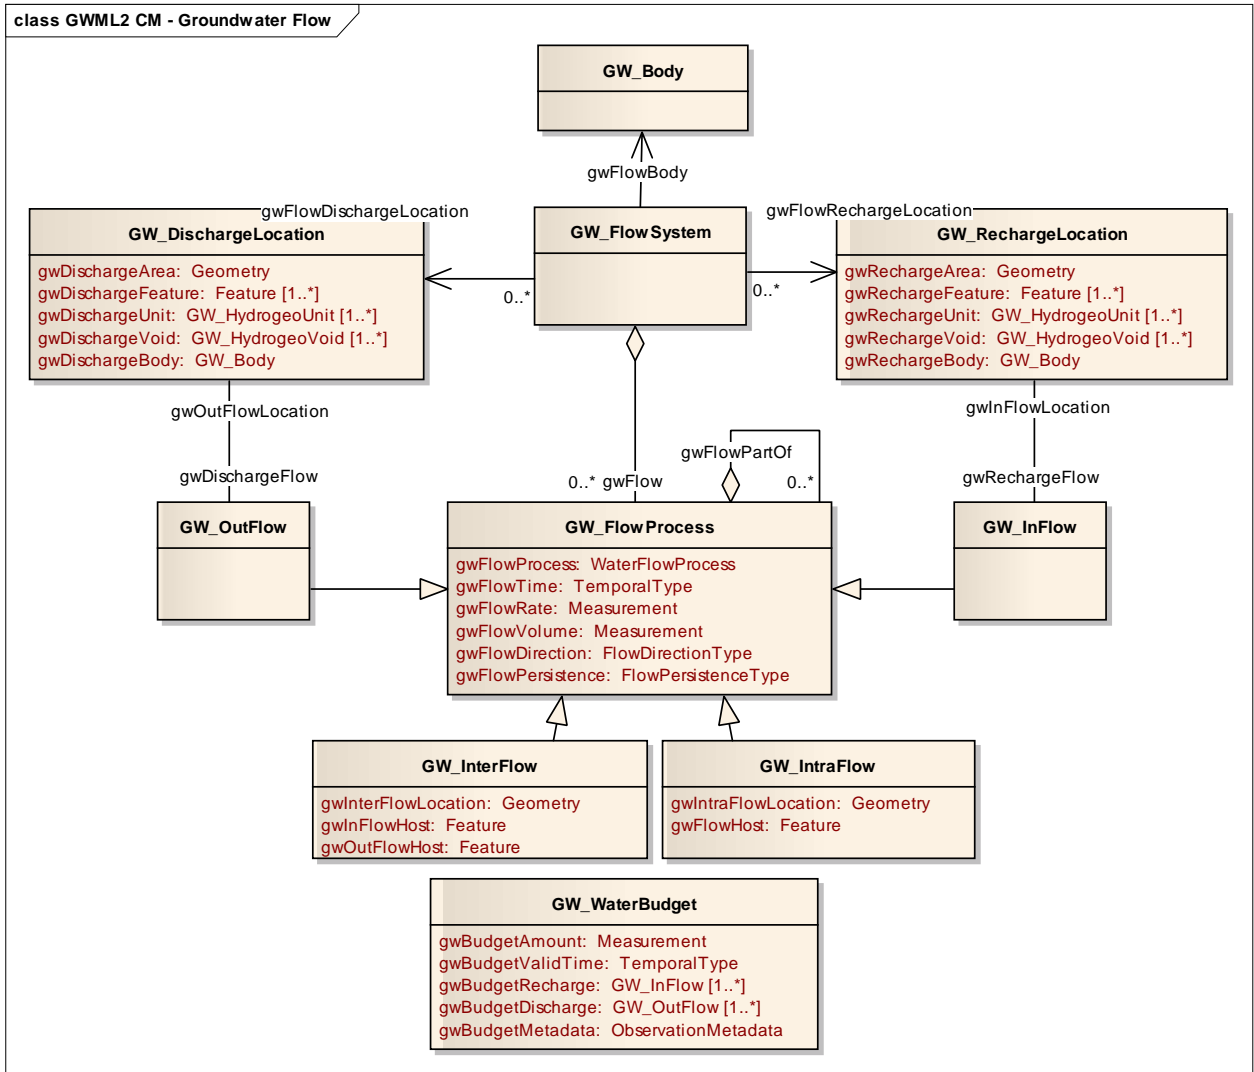 class GWML2 CM - Groundwater Flow
GW_Body
gwFlowBody
gwFlowDischargeLocation
GW_DischargeLocation
gwDischargeArea: Geometry
gwDischargeFeature: Feature [1..*]
gwDischargeUnit: GW_HydrogeoUnit [1..*]
gwDischargeVoid: GW_HydrogeoVoid [1..*]
gwDischargeBody: GW_Body
GW_FlowSystem
0..*
0..*
gwFlowRechargeLocation
GW_RechargeLocation
gwRechargeArea: Geometry
gwRechargeFeature: Feature [1..*]
gwRechargeUnit: GW_HydrogeoUnit [1..*]
gwRechargeVoid: GW_HydrogeoVoid [1..*]
gwRechargeBody: GW_Body
gwOutFlowLocation
gwDischargeFlow
gwInFlowLocation
gwRechargeFlow
gwFlowPartOf
0..*
0..* gwFlow
GW_OutFlow
GW_FlowProcess
gwFlowProcess: WaterFlowProcess
gwFlowTime: TemporalType
gwFlowRate: Measurement
gwFlowVolume: Measurement
gwFlowDirection: FlowDirectionType
gwFlowPersistence: FlowPersistenceType
GW_InFlow
GW_InterFlow
gwInterFlowLocation: Geometry
gwInFlowHost: Feature
gwOutFlowHost: Feature
GW_IntraFlow
gwIntraFlowLocation: Geometry
gwFlowHost: Feature
GW_WaterBudget
gwBudgetAmount: Measurement
gwBudgetValidTime: TemporalType
gwBudgetRecharge: GW_InFlow [1..*]
gwBudgetDischarge: GW_OutFlow [1..*]
gwBudgetMetadata: ObservationMetadata